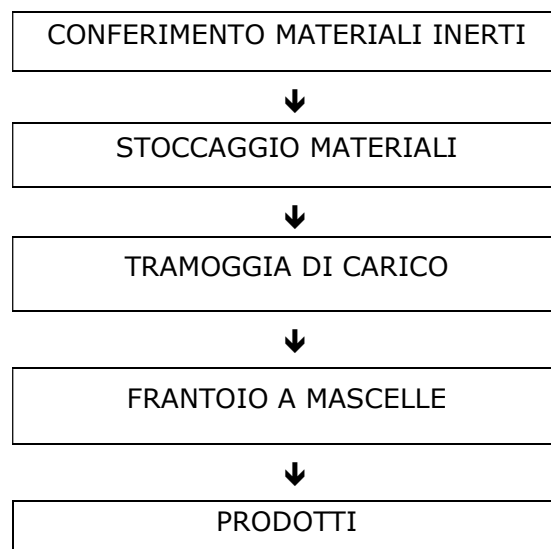 CONFERIMENTO MATERIALI INERTI
STOCCAGGIO MATERIALI
TRAMOGGIA DI CARICO
FRANTOIO A MASCELLE
PRODOTTI